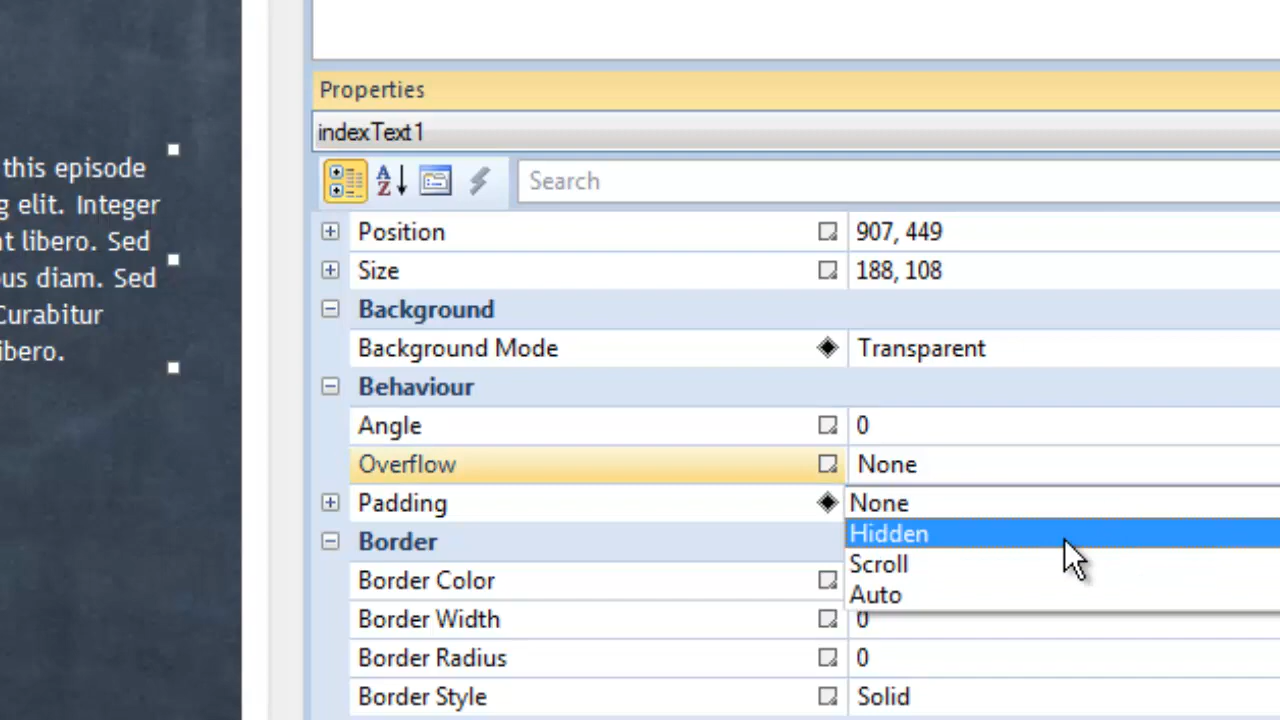 this episode
g elit. Integer
t libero. Sed
us diam. Sed
Curabitur
ibero.
Properties
indexText1
A
Z
Search
Position 907, 449
Size 188, 108
Background
Background Mode Transparent
Behaviour
Angle 0
Overflow None
Padding
None
Hidden
Scroll
Auto
Border
Border Color
Border Width 0
Border Radius 0
Border Style Solid